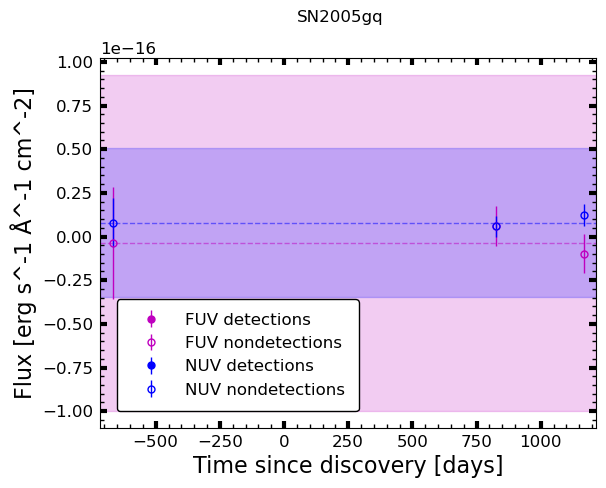 SN2005gq
1e−16
1.00
0.75
0.50
0.25
0.00
−0.25
−0.50
−0.75
−1.00
Flux [erg s^-1 Å^-1 cm^-2]
FUV detections
FUV nondetections
NUV detections
NUV nondetections
−500 −250 0 250 500 750 1000
Time since discovery [days]